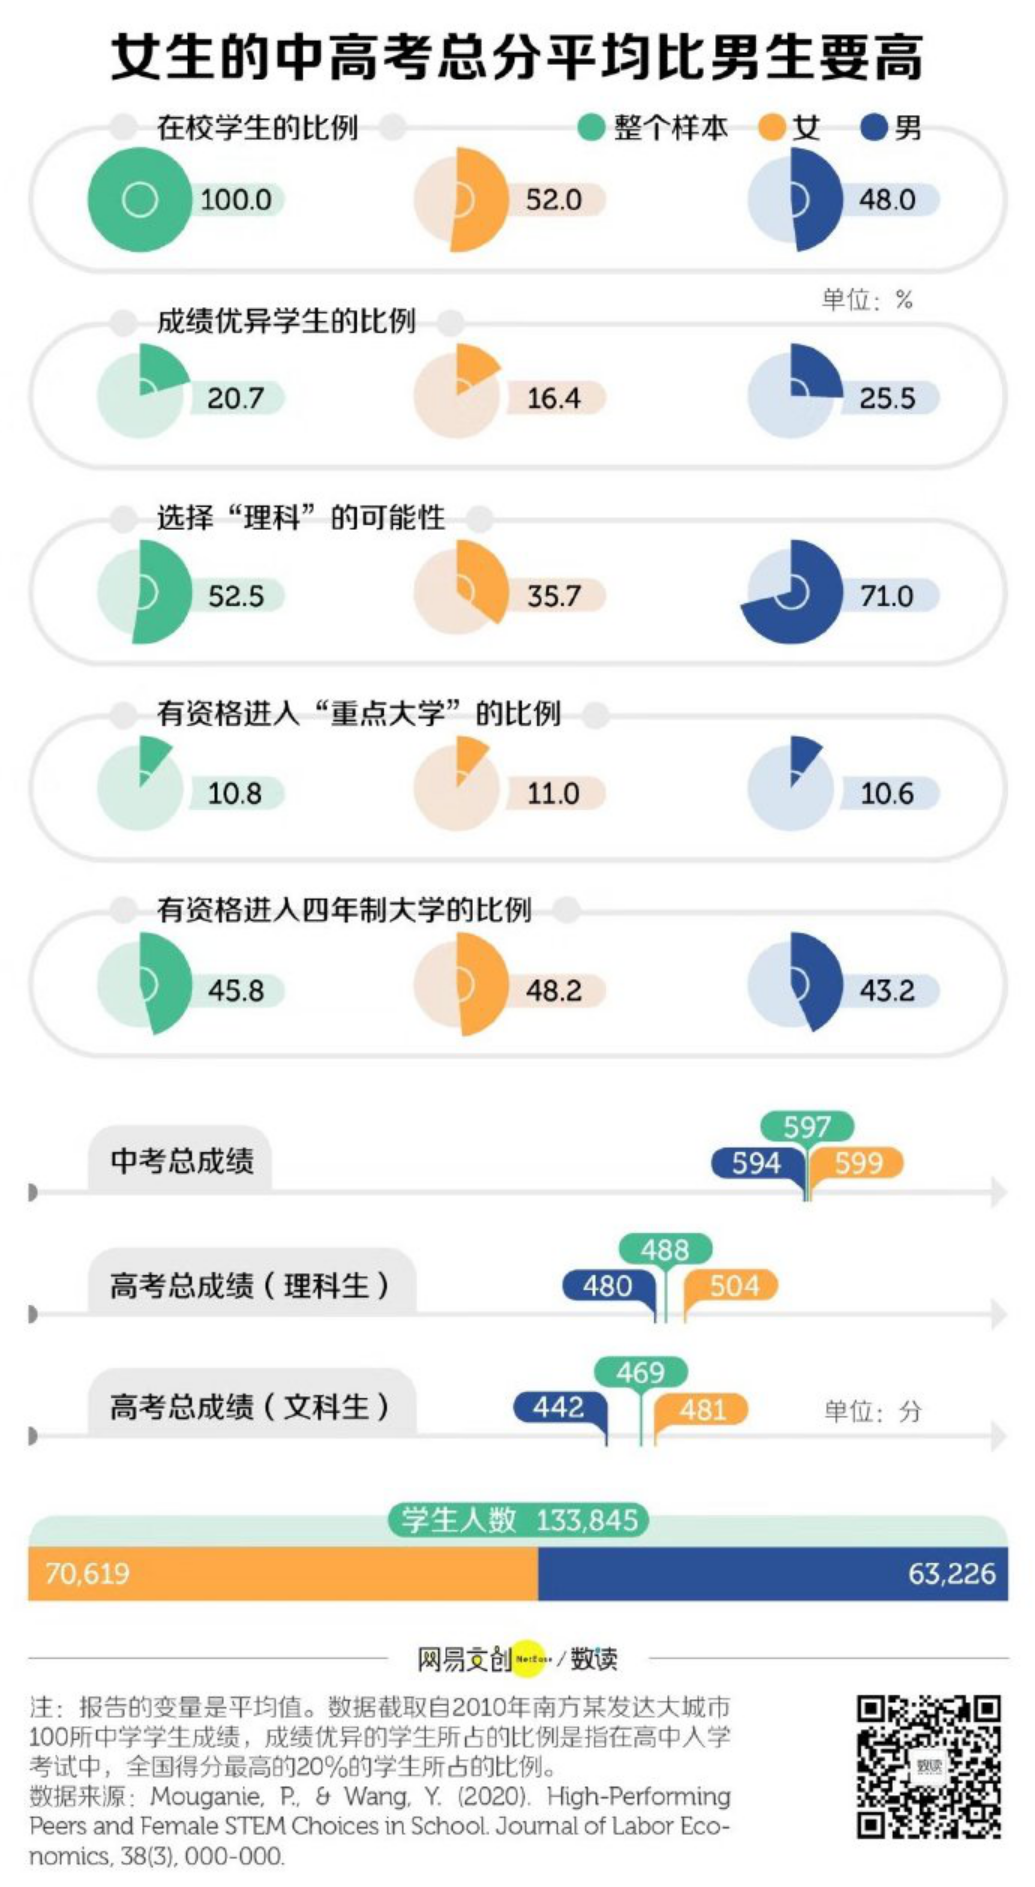 女生的中高考总分平均比男生要高
在校学生的比例
整个样本 女 男
100.0 52.0 48.0
单位：%
成绩优异学生的比例
20.7 16.4 25.5
选择“理科”的可能性
52.5 35.7 71.0
有资格进入“重点大学”的比例
10.8 11.0 10.6
有资格进入四年制大学的比例
45.8 48.2 43.2
597
中考总成绩 594 599
488
高考总成绩（理科生） 480 504
469
高考总成绩（文科生） 442 481 单位：分
学生人数 133,845
70,619 63,226
网易文创 NetEase / 数读
注：报告的变量是平均值。数据截取自2010年南方某发达大城市
100所中学学生成绩，成绩优异的学生所占的比例是指在高中入学
考试中，全国得分最高的20%的学生所占的比例。
数据来源：Mouganie, P., & Wang, Y. (2020). High-Performing
Peers and Female STEM Choices in School. Journal of Labor Eco-
nomics, 38(3), 000-000.
数读